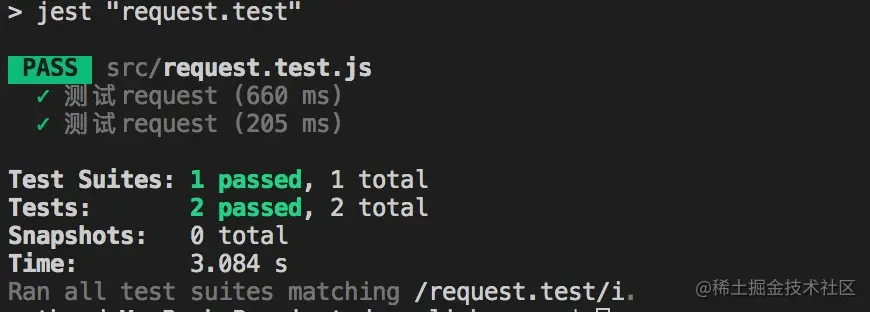 > jest "request.test"
PASS src/request.test.js
✓ 测试request (660 ms)
✓ 测试request (205 ms)
Test Suites: 1 passed, 1 total
Tests: 2 passed, 2 total
Snapshots: 0 total
Time: 3.084 s
Ran all test suites matching /request.test/i.
@稀土掘金技术社区